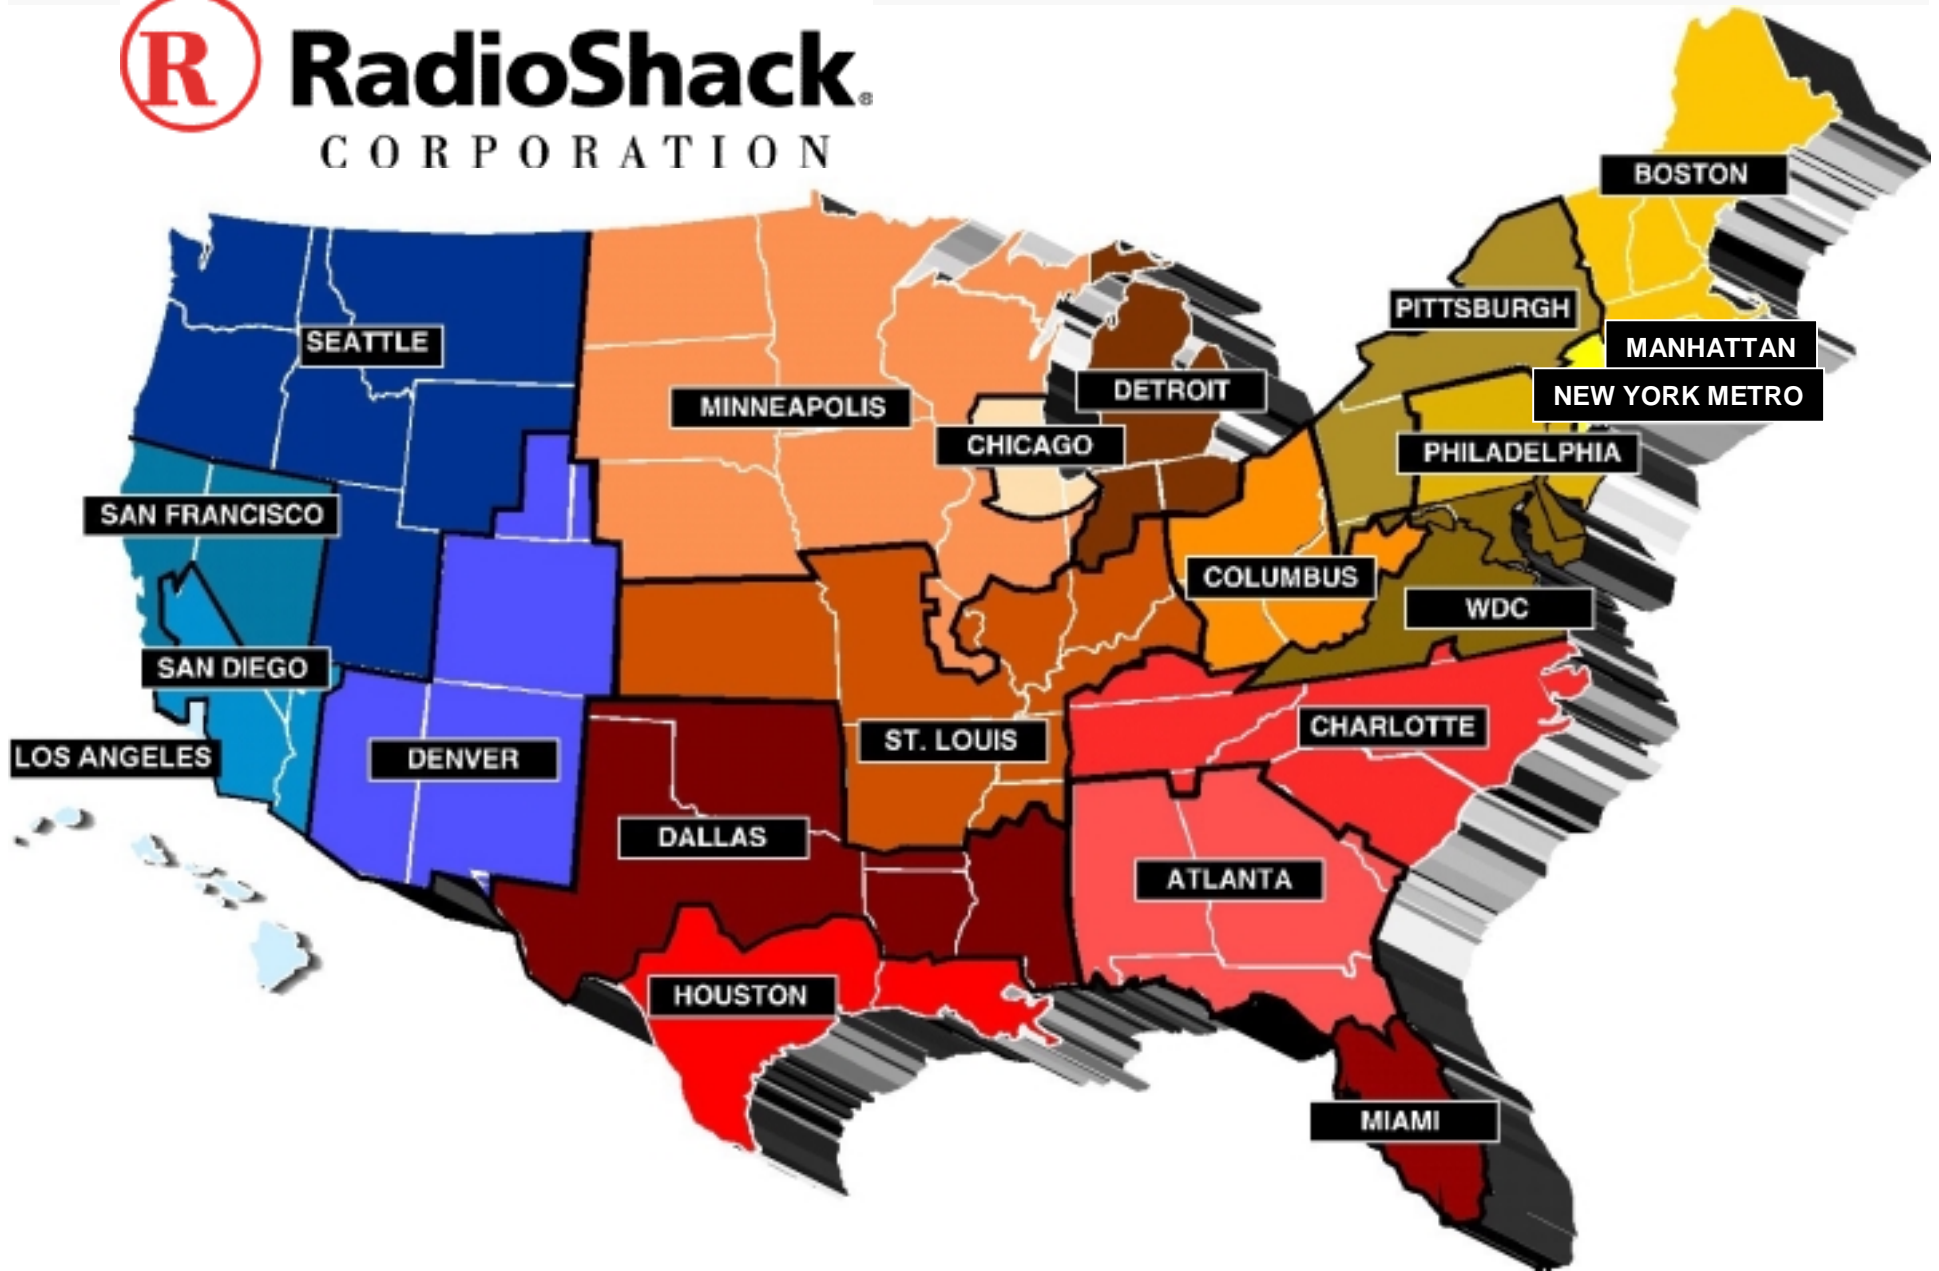 R RadioShack®
CORPORATION
BOSTON
PITTSBURGH
SEATTLE
MANHATTAN
DETROIT
NEW YORK METRO
MINNEAPOLIS
CHICAGO
PHILADELPHIA
SAN FRANCISCO
COLUMBUS
WDC
SAN DIEGO
CHARLOTTE
ST. LOUIS
LOS ANGELES
DENVER
DALLAS
ATLANTA
HOUSTON
MIAMI